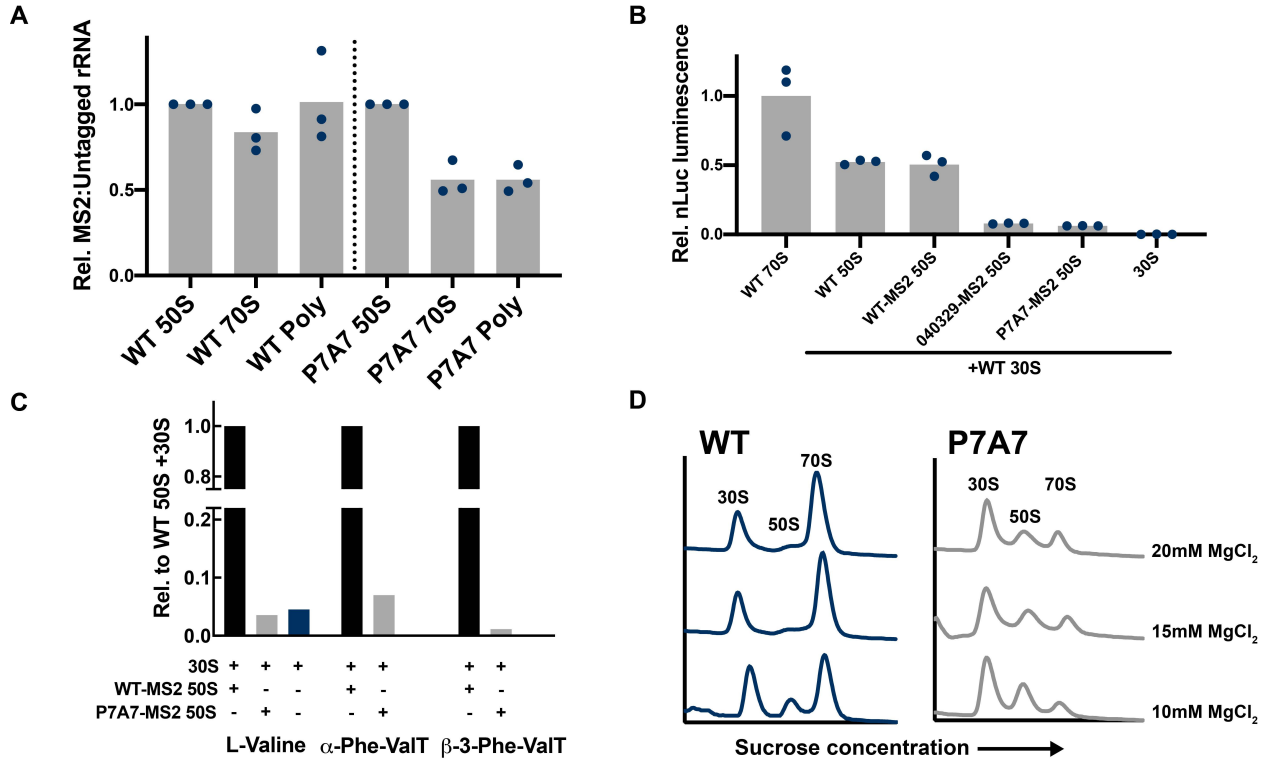 A
Rel. MS2:Untagged rRNA
1.0
0.5
0.0
WT 50S
WT 70S
WT Poly
P7A7 50S
P7A7 70S
P7A7 Poly
B
Rel. nLuc luminescence
1.0
0.5
0.0
WT 70S
WT 50S
WT-MS2 50S
040329-MS2 50S
P7A7-MS2 50S
30S
+WT 30S
C
Rel. to WT 50S +30S
1.0
0.8
0.2
0.1
0.0
30S + + + + + + +
WT-MS2 50S + - - + - + -
P7A7-MS2 50S - + - - + - +
L-Valine α-Phe-ValT β-3-Phe-ValT
D
WT
30S
50S
70S
P7A7
30S
50S
70S
20mM MgCl2
15mM MgCl2
10mM MgCl2
Sucrose concentration